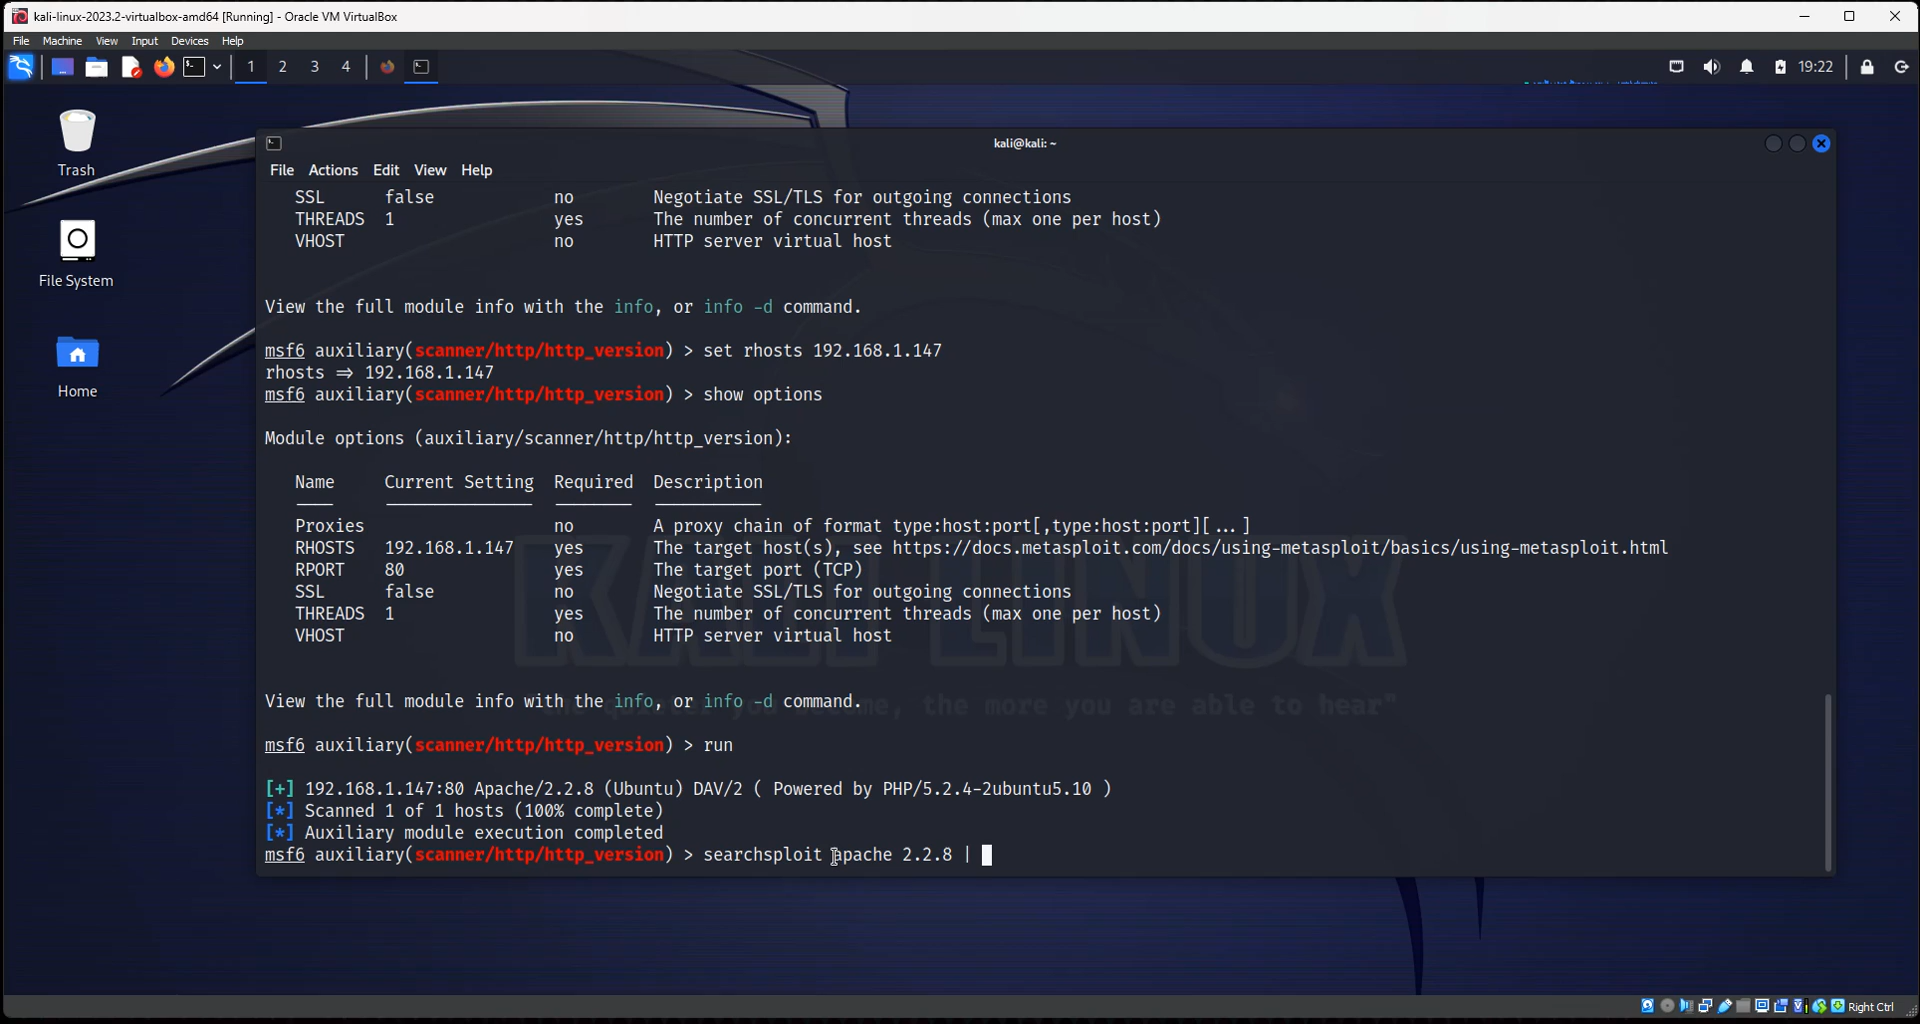 kali-linux-2023.2-virtualbox-amd64 [Running] - Oracle VM VirtualBox
File Machine View Input Devices Help
1 2 3 4
19:22
Trash
File System
Home
kali@kali: ~
File Actions Edit View Help
SSL false no Negotiate SSL/TLS for outgoing connections
THREADS 1 yes The number of concurrent threads (max one per host)
VHOST no HTTP server virtual host
View the full module info with the info, or info -d command.
msf6 auxiliary(scanner/http/http_version) > set rhosts 192.168.1.147
rhosts ⇒ 192.168.1.147
msf6 auxiliary(scanner/http/http_version) > show options
Module options (auxiliary/scanner/http/http_version):
Name Current Setting Required Description
Proxies no A proxy chain of format type:host:port[,type:host:port][...]
RHOSTS 192.168.1.147 yes The target host(s), see https://docs.metasploit.com/docs/using-metasploit/basics/using-metasploit.html
RPORT 80 yes The target port (TCP)
SSL false no Negotiate SSL/TLS for outgoing connections
THREADS 1 yes The number of concurrent threads (max one per host)
VHOST no HTTP server virtual host
KALI LINUX
View the full module info with the info, or info -d command.
the more you are able to hear"
msf6 auxiliary(scanner/http/http_version) > run
[+] 192.168.1.147:80 Apache/2.2.8 (Ubuntu) DAV/2 ( Powered by PHP/5.2.4-2ubuntu5.10 )
[*] Scanned 1 of 1 hosts (100% complete)
[*] Auxiliary module execution completed
msf6 auxiliary(scanner/http/http_version) > searchsploit apache 2.2.8 |
Right Ctrl